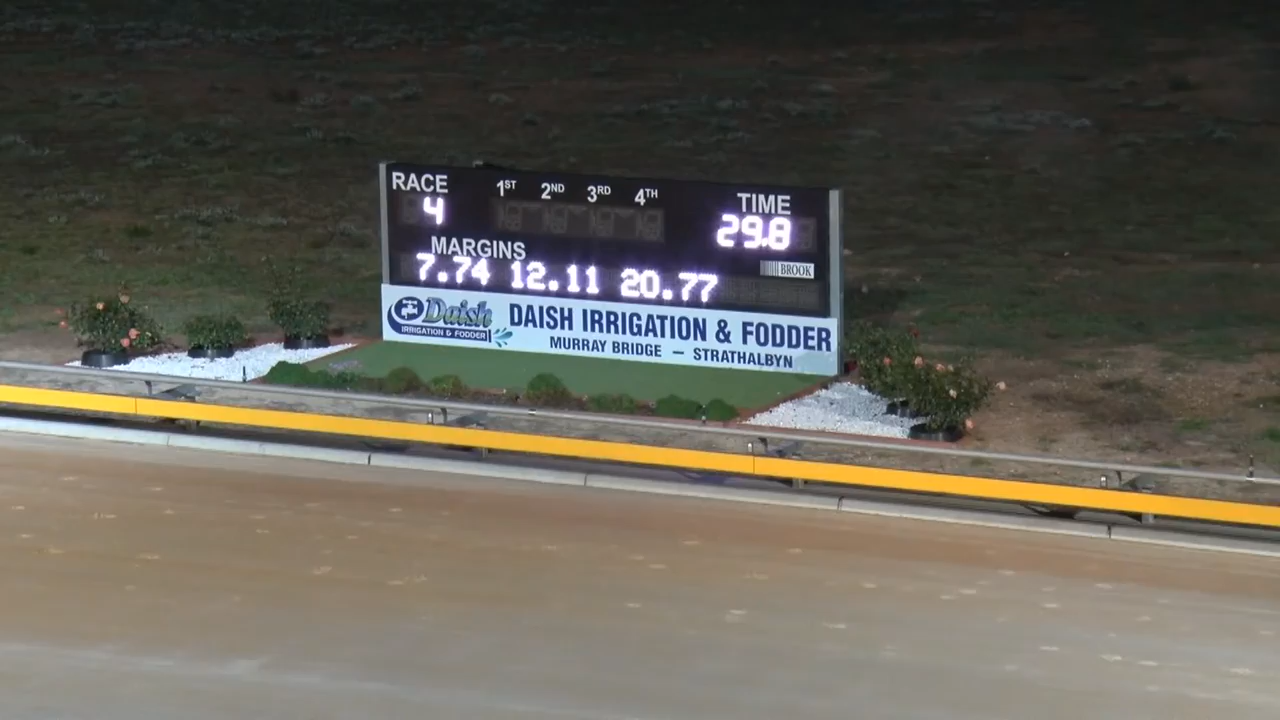 RACE 1ST 2ND 3RD 4TH TIME
4 29.8
MARGINS
BROOK
7.74 12.11 20.77
Daish
IRRIGATION & FODDER
DAISH IRRIGATION & FODDER
MURRAY BRIDGE — STRATHALBYN